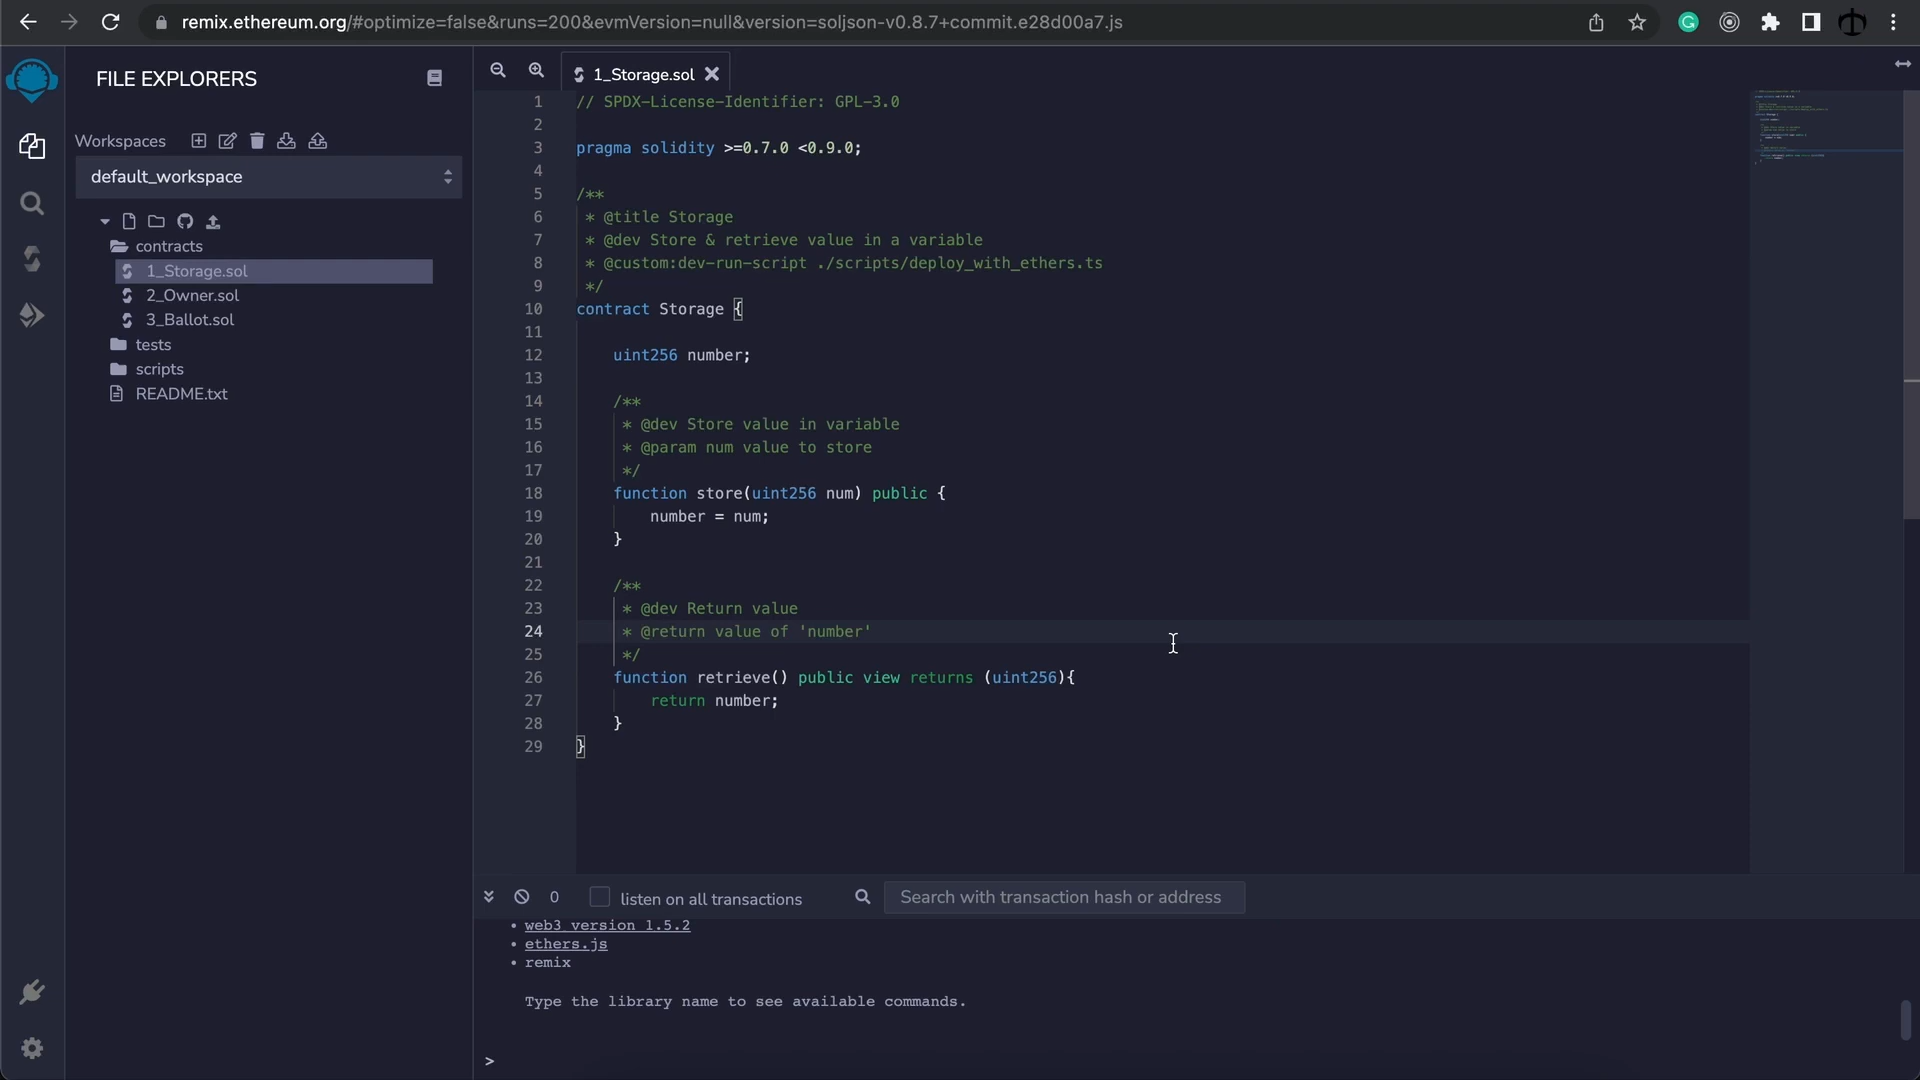 remix.ethereum.org/#optimize=false&runs=200&evmVersion=null&version=soljson-v0.8.7+commit.e28d00a7.js
FILE EXPLORERS
Workspaces
default_workspace
contracts
1_Storage.sol
2_Owner.sol
3_Ballot.sol
tests
scripts
README.txt
1_Storage.sol
1 // SPDX-License-Identifier: GPL-3.0
2
3 pragma solidity >=0.7.0 <0.9.0;
4
5 /**
6 * @title Storage
7 * @dev Store & retrieve value in a variable
8 * @custom:dev-run-script ./scripts/deploy_with_ethers.ts
9 */
10 contract Storage {
11
12 uint256 number;
13
14 /**
15 * @dev Store value in variable
16 * @param num value to store
17 */
18 function store(uint256 num) public {
19 number = num;
20 }
21
22 /**
23 * @dev Return value
24 * @return value of 'number'
25 */
26 function retrieve() public view returns (uint256){
27 return number;
28 }
29 }
0 listen on all transactions Search with transaction hash or address
• web3 version 1.5.2
• ethers.js
• remix
Type the library name to see available commands.
>